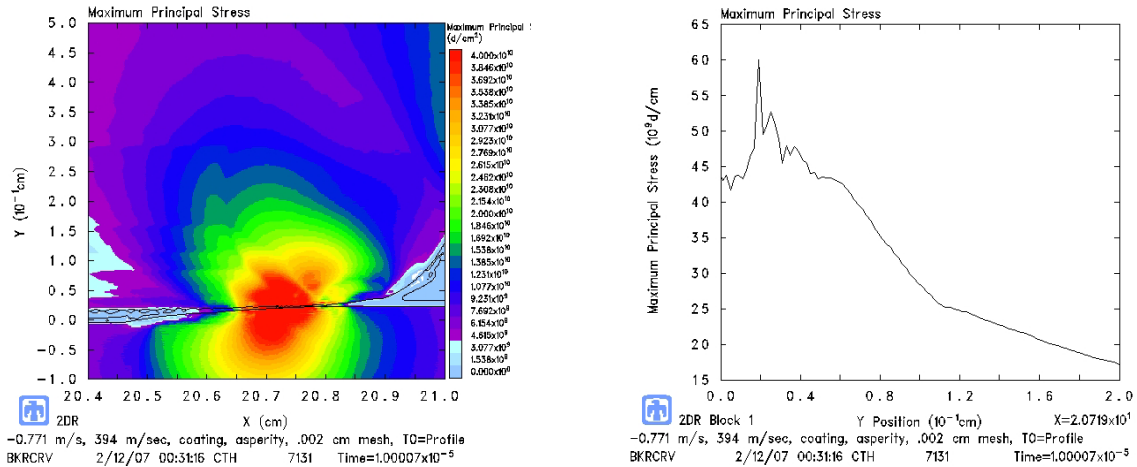 Maximum Principal Stress
Maximum Principal S
(d/cm²)
5.0
4.5
4.0
3.5
3.0
2.5
2.0
1.5
1.0
0.5
0.0
-0.5
-1.0
Y (10⁻¹cm)
4.000x10¹⁰
3.846x10¹⁰
3.692x10¹⁰
3.538x10¹⁰
3.385x10¹⁰
3.231x10¹⁰
3.077x10¹⁰
2.923x10¹⁰
2.769x10¹⁰
2.615x10¹⁰
2.462x10¹⁰
2.308x10¹⁰
2.154x10¹⁰
2.000x10¹⁰
1.846x10¹⁰
1.692x10¹⁰
1.538x10¹⁰
1.385x10¹⁰
1.231x10¹⁰
1.077x10¹⁰
9.231x10⁹
7.692x10⁹
6.154x10⁹
4.615x10⁹
3.077x10⁹
1.538x10⁹
20.4 20.5 20.6 20.7 20.8 20.9 21.0
2DR X (cm)
-0.771 m/s, 394 m/sec, coating, asperity, .002 cm mesh, T0=Profile
BKRCRV 2/12/07 00:31:16 CTH 7131 Time=1.00007x10⁻⁵
Maximum Principal Stress
65
60
55
50
45
40
35
30
25
20
15
Maximum Principal Stress (10⁹d/cm
0.0 0.4 0.8 1.2 1.6 2.0
2DR Block 1 Y Position (10⁻¹cm) X=2.0719x10¹
-0.771 m/s, 394 m/sec, coating, asperity, .002 cm mesh, T0=Profile
BKRCRV 2/12/07 00:31:16 CTH 7131 Time=1.00007x10⁻⁵